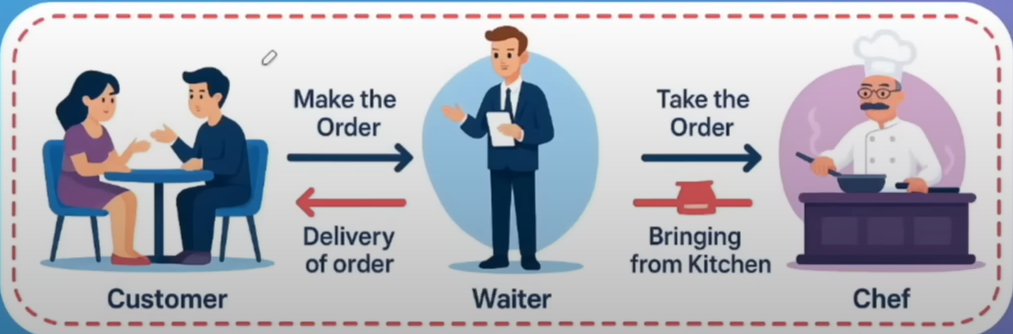 Make the
Order
Delivery
of order
Take the
Order
Bringing
from Kitchen
Customer
Waiter
Chef